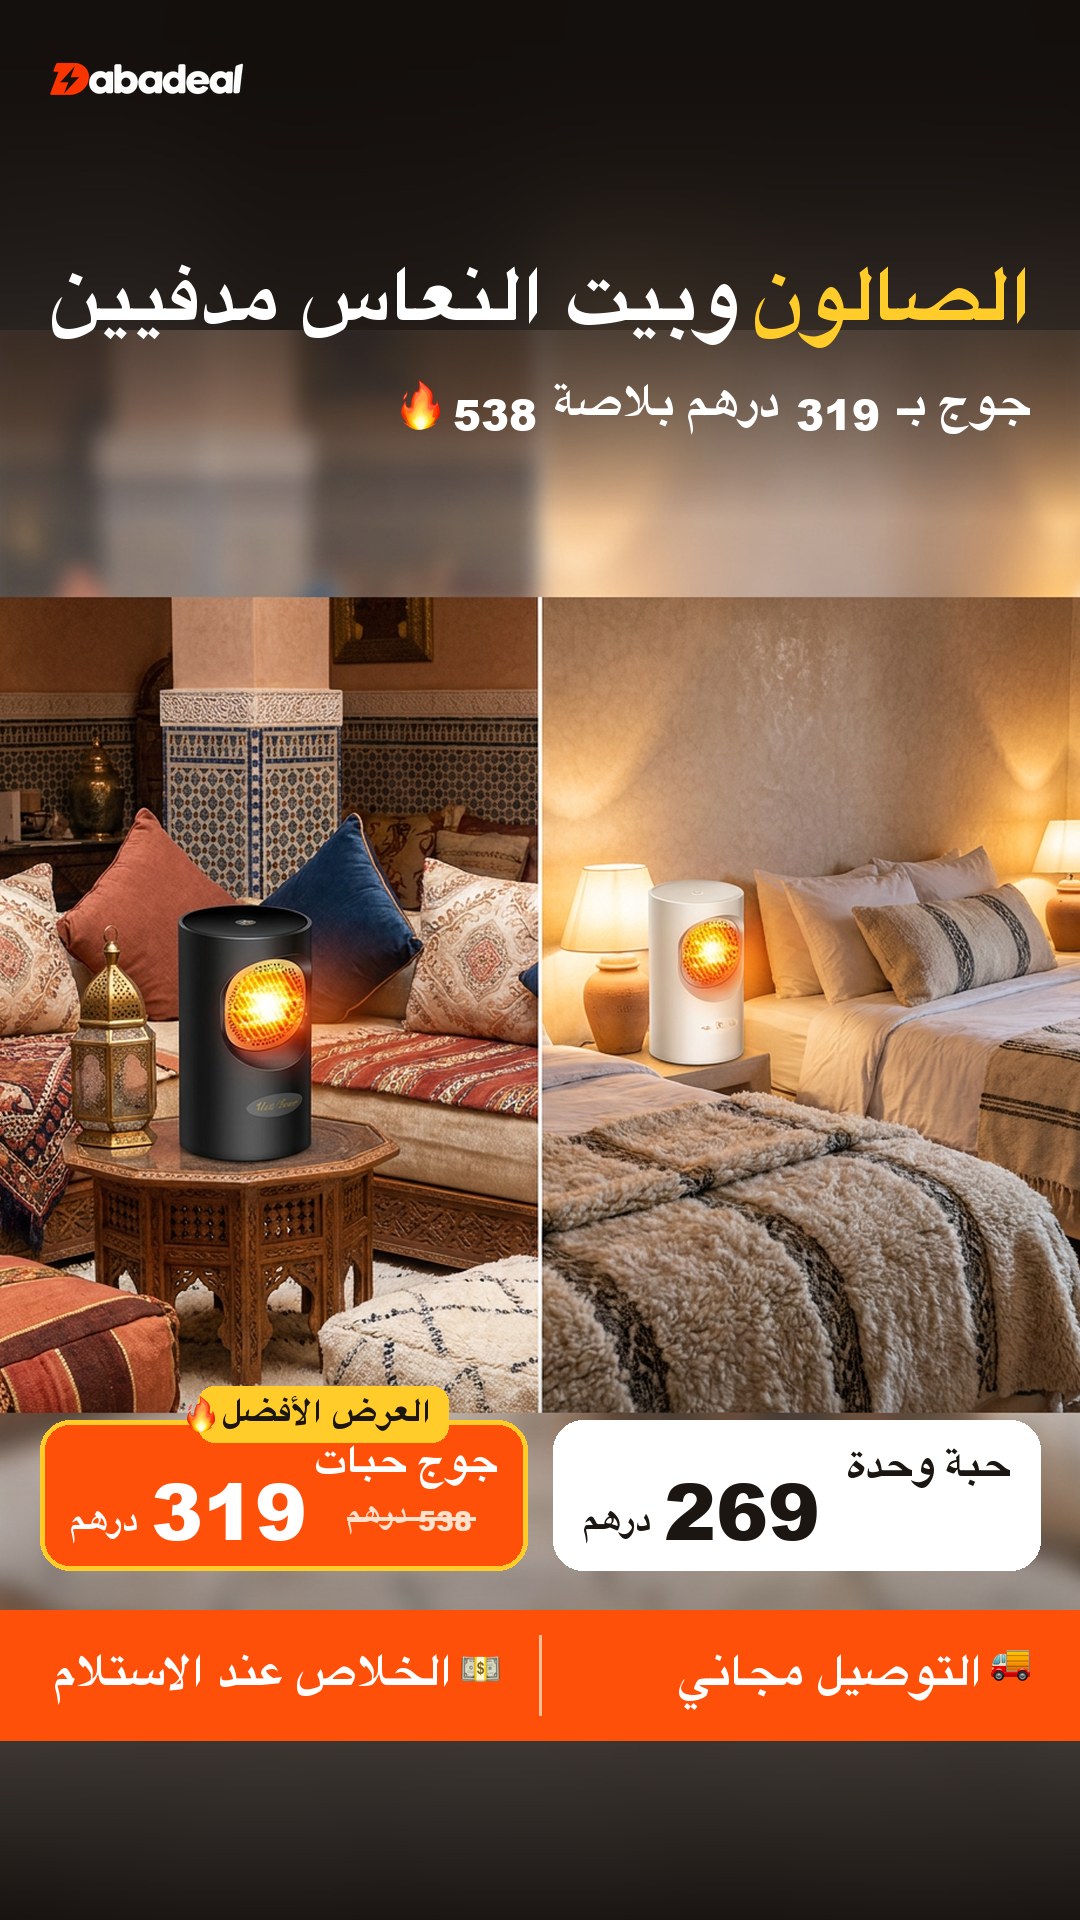 Dabadeal
الصالون وبيت النعاس مدفيين
جوج بـ 319 درهم بلاصة 538 🔥
العرض الأفضل 🔥
حبة وحدة
269 درهم
جوج حبات
538 درهم
319 درهم
🚚 التوصيل مجاني
💵 الخلاص عند الاستلام